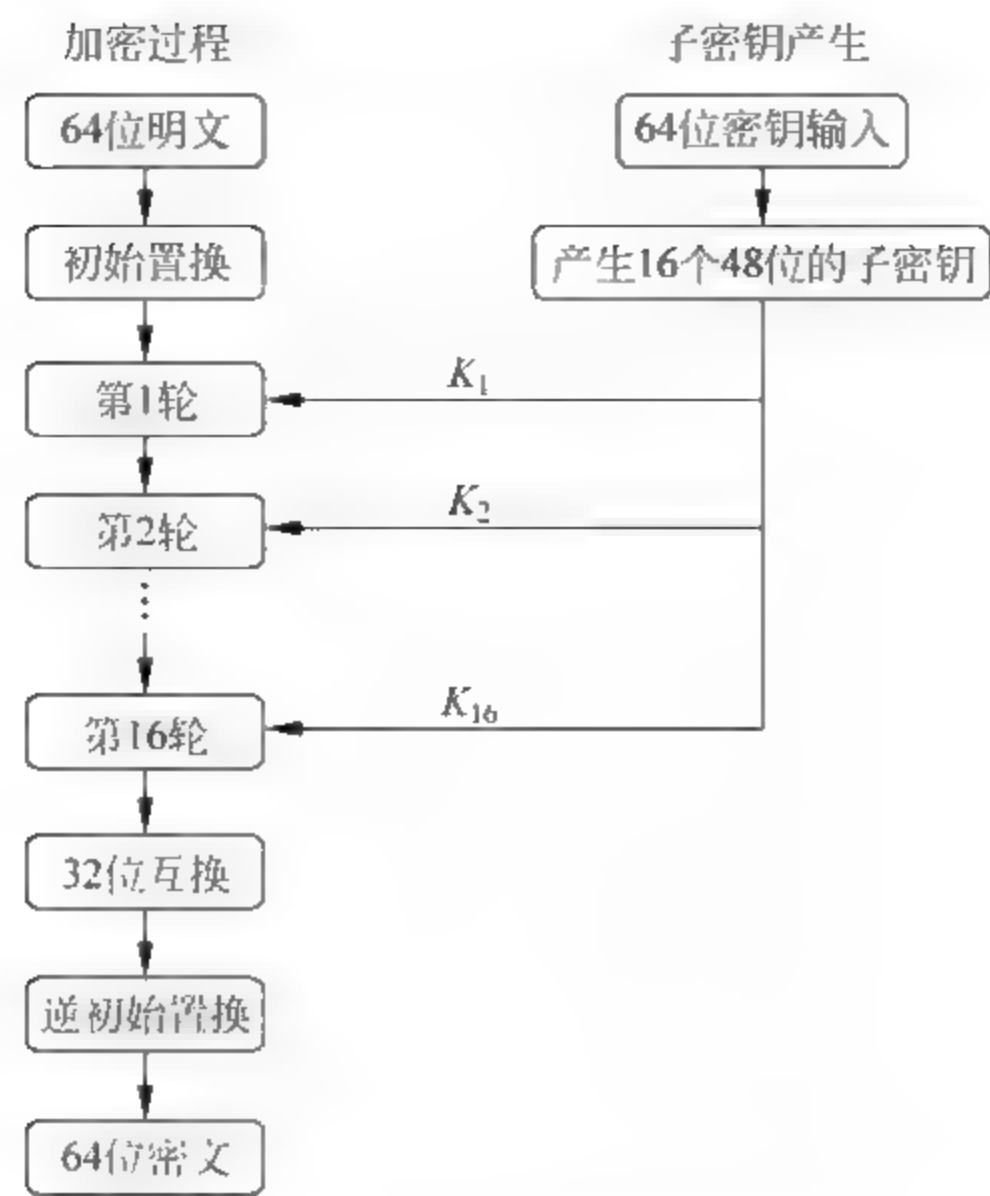 加密过程
子密钥产生
64位明文
64位密钥输入
初始置换
产生16个48位的子密钥
第1轮
K₁
第2轮
K₂
⋮
第16轮
K₁₆
32位互换
逆初始置换
64位密文